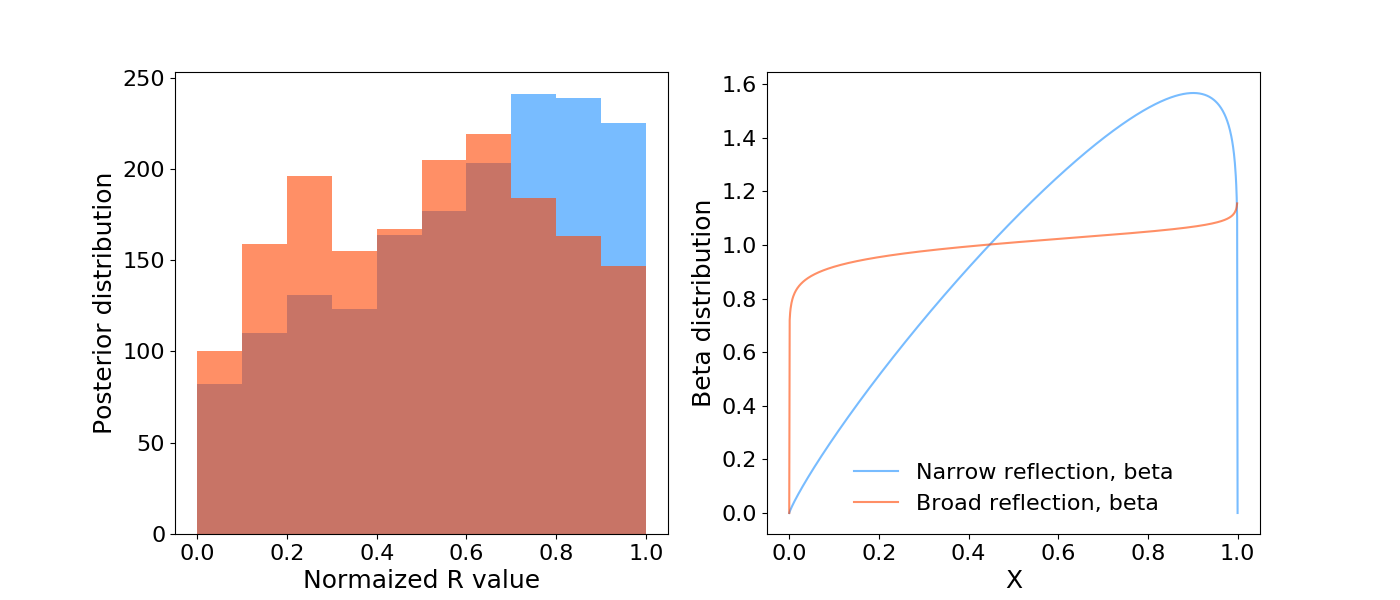 Posterior distribution
250
200
150
100
50
0
0.0 0.2 0.4 0.6 0.8 1.0
Normaized R value
Beta distribution
1.6
1.4
1.2
1.0
0.8
0.6
0.4
0.2
0.0
Narrow reflection, beta
Broad reflection, beta
0.0 0.2 0.4 0.6 0.8 1.0
X